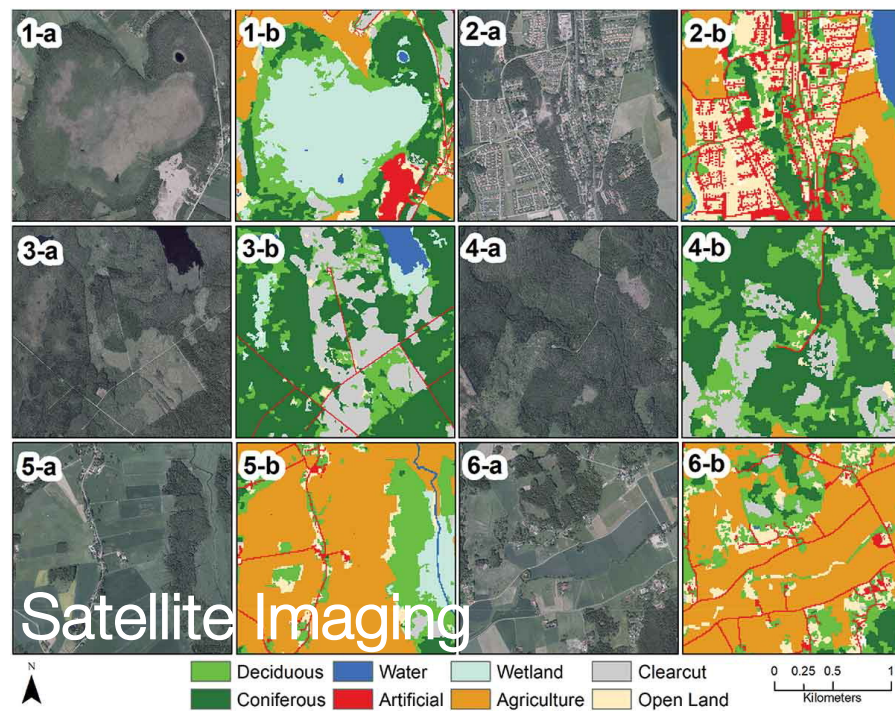 1-a
1-b
2-a
2-b
3-a
3-b
4-a
4-b
5-a
5-b
6-a
6-b
Satellite Imaging
N
Deciduous Water Wetland Clearcut
Coniferous Artificial Agriculture Open Land
0 0.25 0.5 1
Kilometers